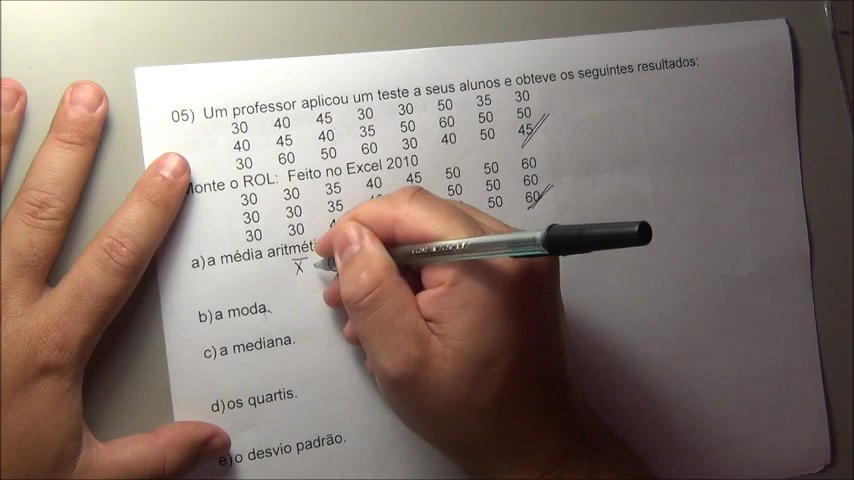 05) Um professor aplicou um teste a seus alunos e obteve os seguintes resultados:
30 40 45 30 30 50 35 30
40 45 40 35 50 60 50 50
30 60 50 60 30 40 50 45
Monte o ROL: Feito no Excel 2010
30 30 35 40 45 50 50 60
30 30 35 50 50 60
30 30 50 60
a) a média aritméti
X̅
b) a moda.
c) a mediana.
d) os quartis.
e) o desvio padrão.